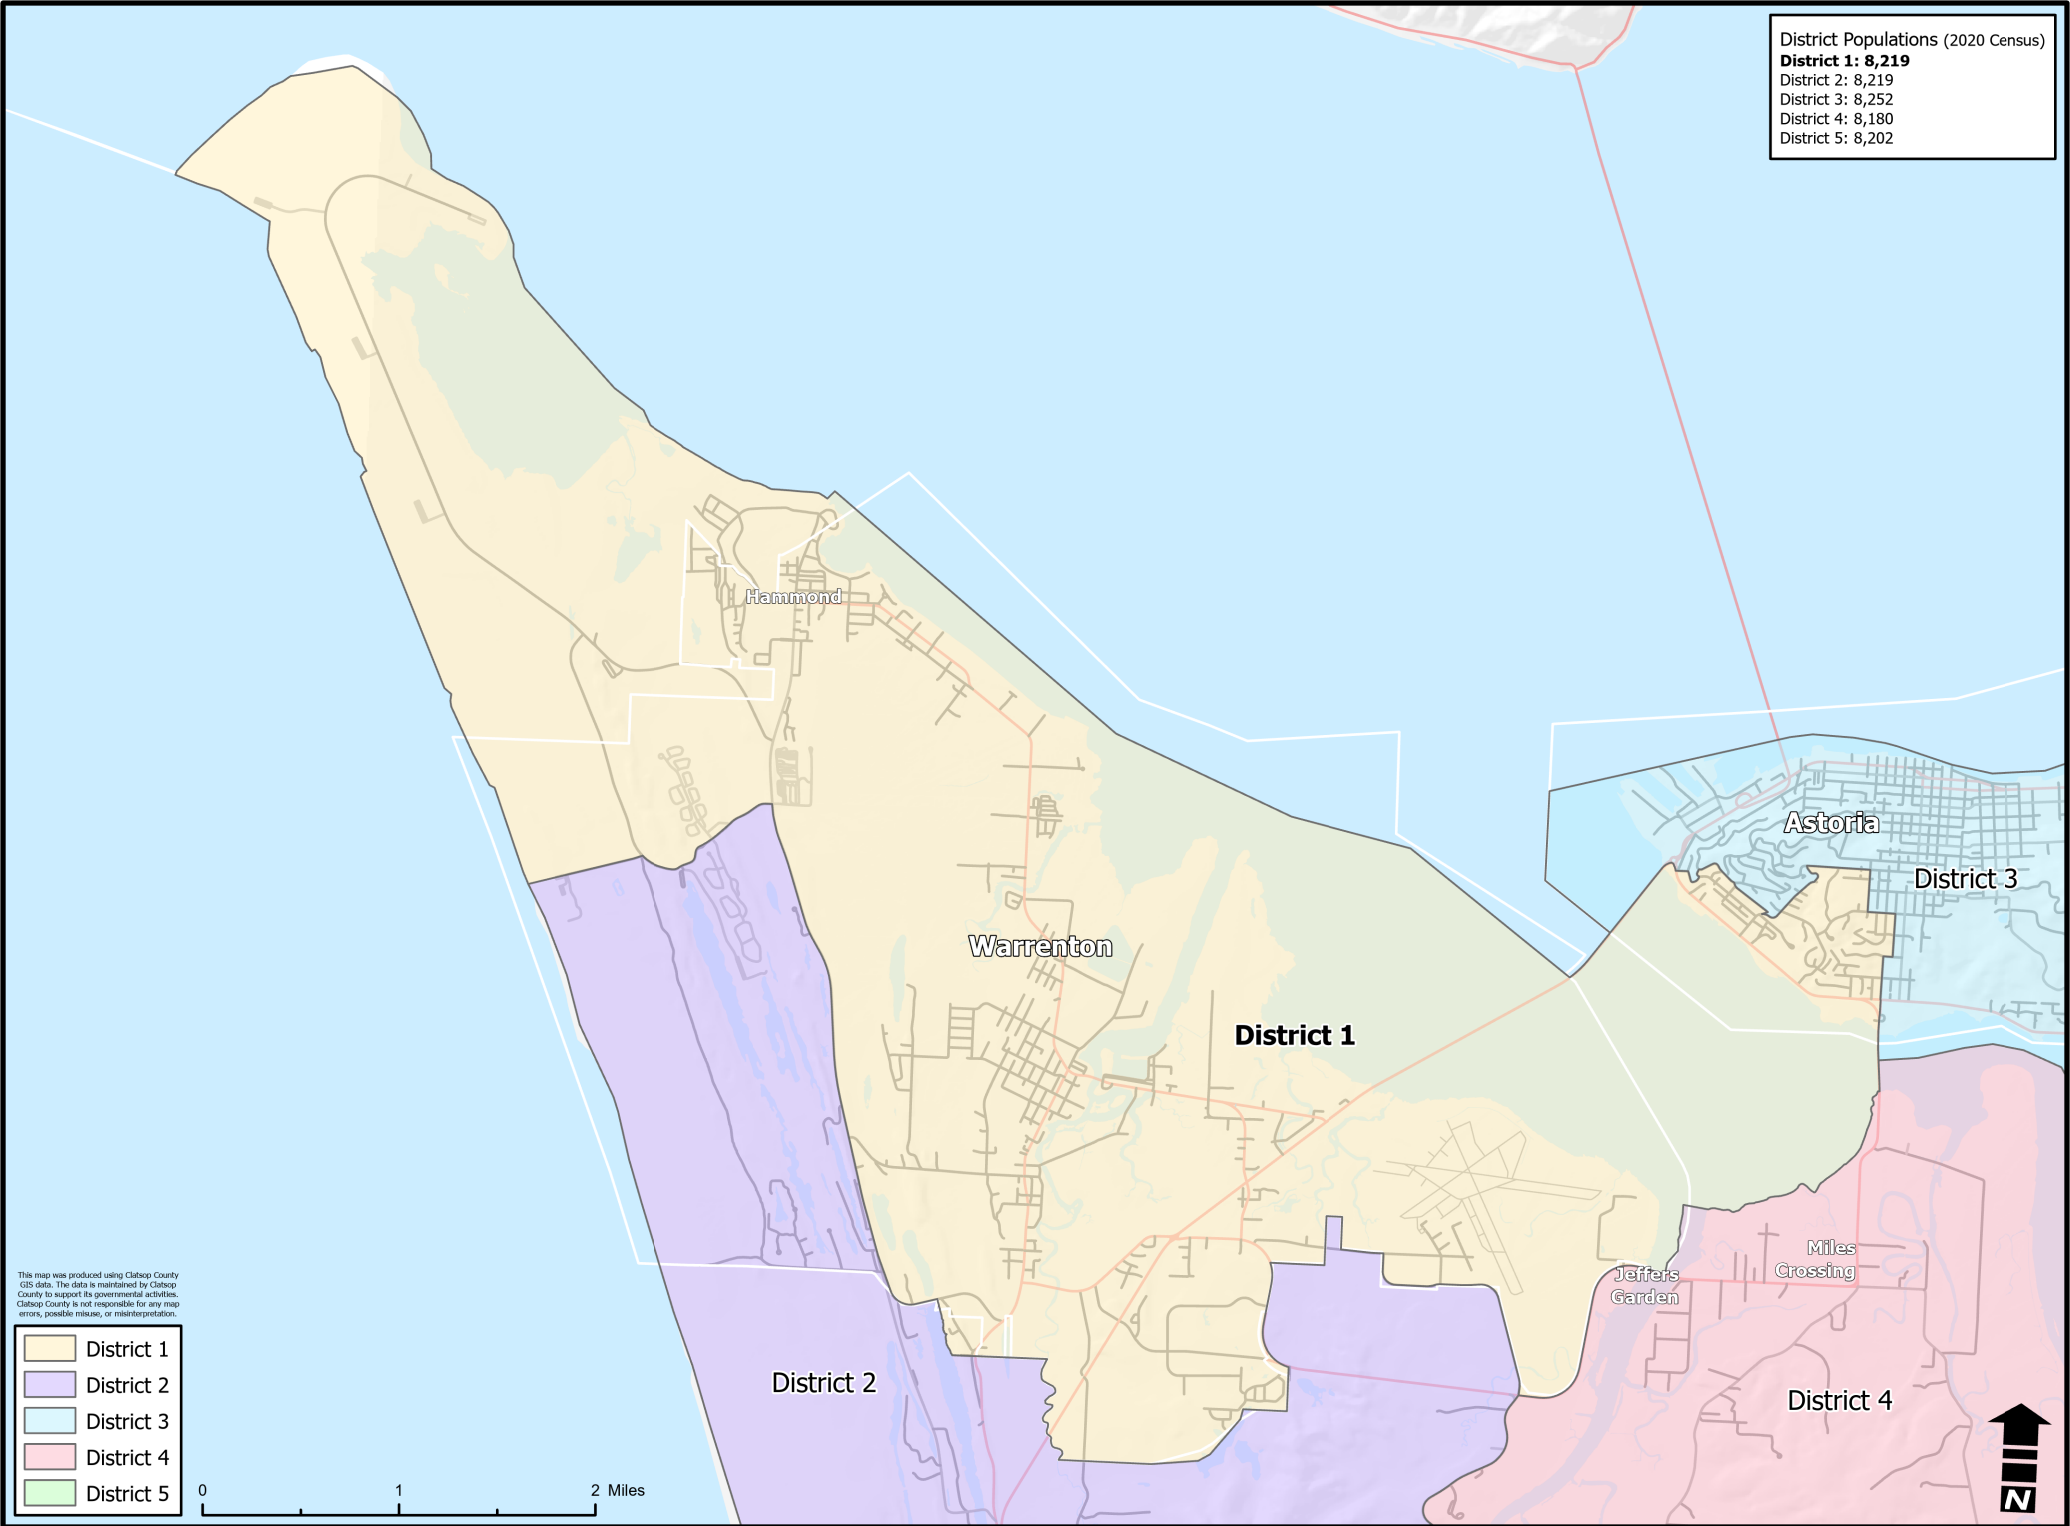 District Populations (2020 Census)
District 1: 8,219
District 2: 8,219
District 3: 8,252
District 4: 8,180
District 5: 8,202
Hammond
Astoria
District 3
Warrenton
District 1
Miles
Crossing
Jeffers
Garden
District 2
District 4
This map was produced using Clatsop County
GIS data. The data is maintained by Clatsop
County to support its governmental activities.
Clatsop County is not responsible for any map
errors, possible misuse, or misinterpretation.
District 1
District 2
District 3
District 4
District 5
0 1 2 Miles
N